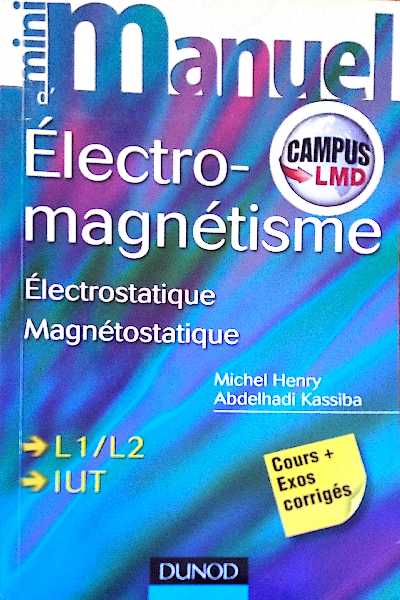 mini
manuel
d'
Électro-
magnétisme
CAMPUS
LMD
Électrostatique
Magnétostatique
Michel Henry
Abdelhadi Kassiba
L1/L2
IUT
Cours +
Exos
corrigés
DUNOD